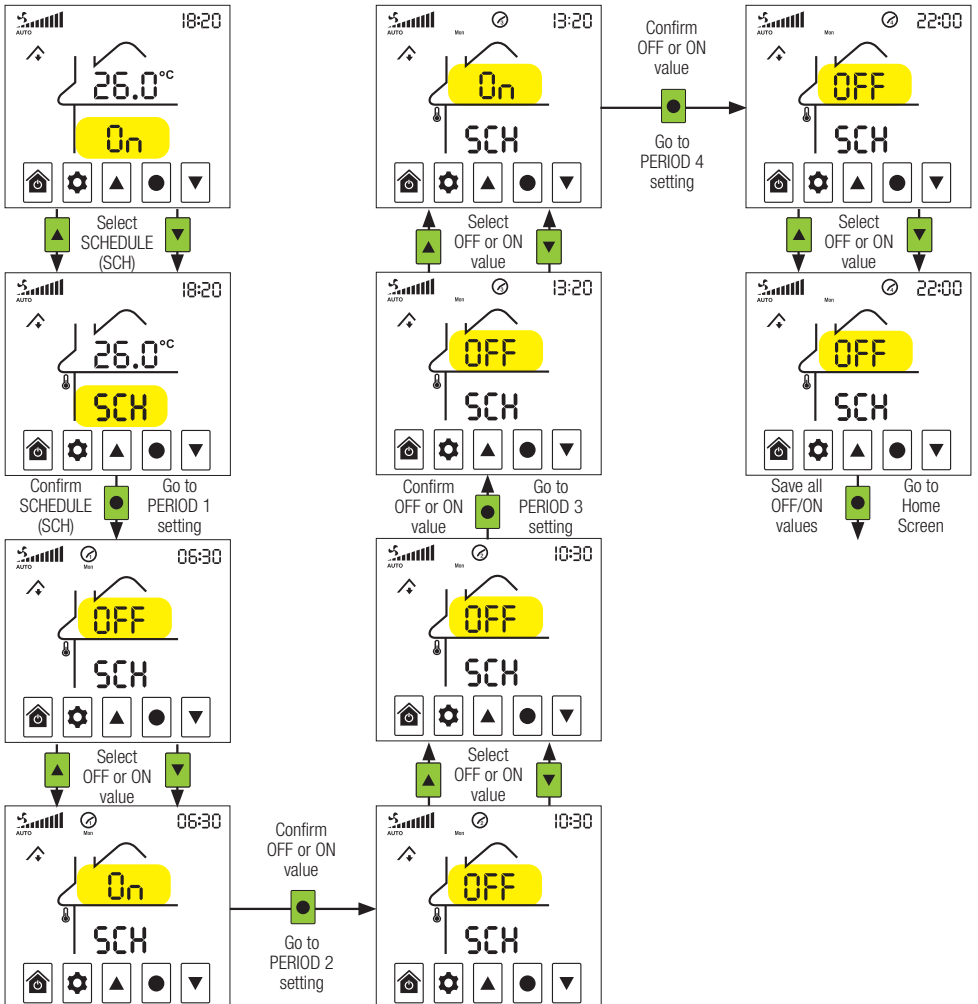 AUTO
18:20
26.0°C
On
Select
SCHEDULE
(SCH)
AUTO
18:20
26.0°C
SCH
Confirm
SCHEDULE
(SCH)
Go to
PERIOD 1
setting
AUTO
Mon
06:30
OFF
SCH
Select
OFF or ON
value
AUTO
Mon
06:30
On
SCH
Confirm
OFF or ON
value
Go to
PERIOD 2
setting
AUTO
Mon
10:30
OFF
SCH
Select
OFF or ON
value
AUTO
Mon
10:30
OFF
SCH
Confirm
OFF or ON
value
Go to
PERIOD 3
setting
AUTO
Mon
13:20
OFF
SCH
Select
OFF or ON
value
AUTO
Mon
13:20
On
SCH
Confirm
OFF or ON
value
Go to
PERIOD 4
setting
AUTO
Mon
22:00
OFF
SCH
Select
OFF or ON
value
AUTO
Mon
22:00
OFF
SCH
Save all
OFF/ON
values
Go to
Home
Screen